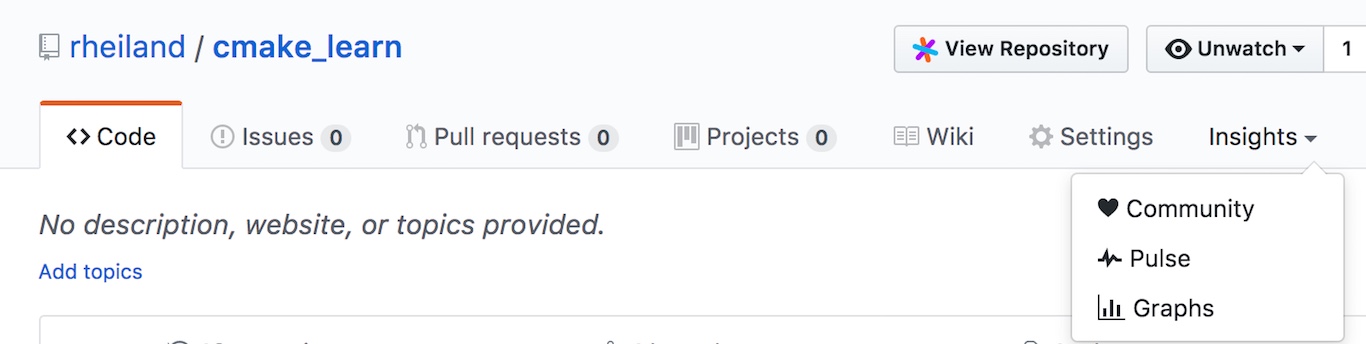 rheiland / cmake_learn
View Repository
Unwatch
1
Code
Issues 0
Pull requests 0
Projects 0
Wiki
Settings
Insights
No description, website, or topics provided.
Add topics
Community
Pulse
Graphs